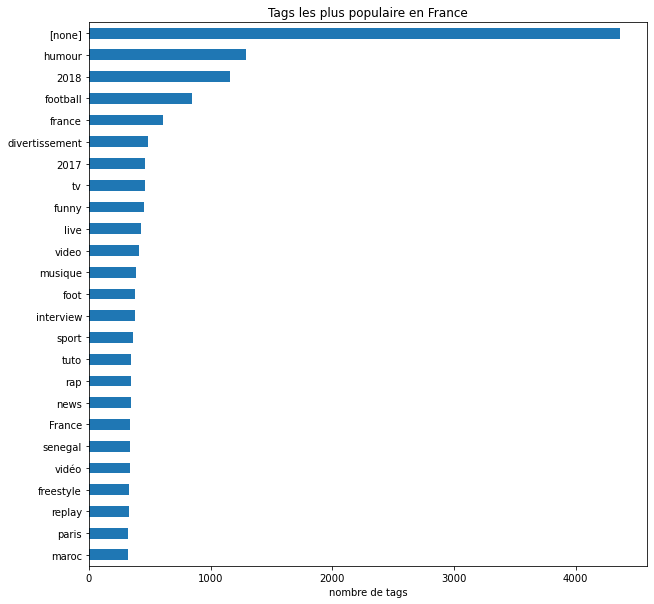 Tags les plus populaire en France
[none]
humour
2018
football
france
divertissement
2017
tv
funny
live
video
musique
foot
interview
sport
tuto
rap
news
France
senegal
vidéo
freestyle
replay
paris
maroc
0 1000 2000 3000 4000
nombre de tags